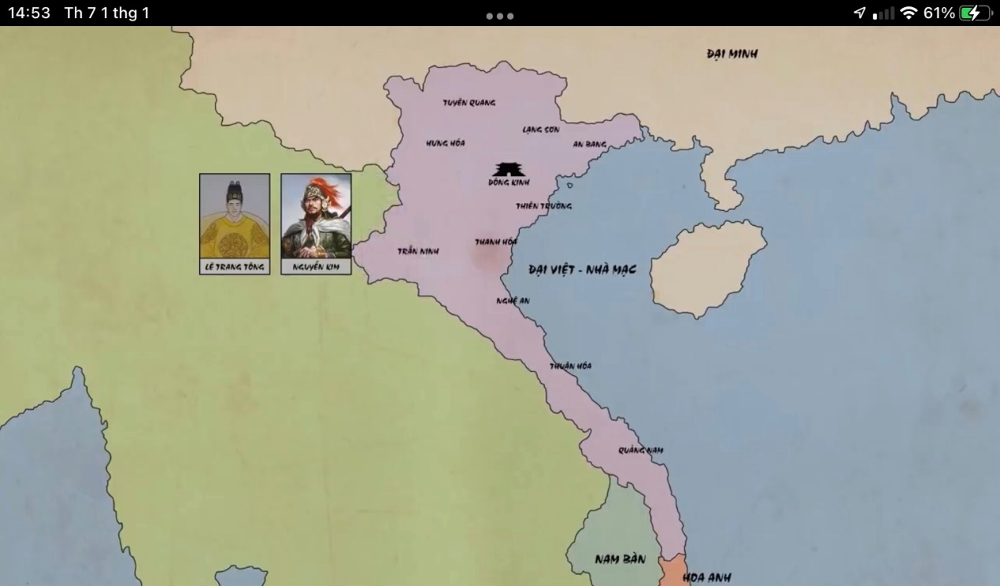 14:53 Th 7 1 thg 1
61%
ĐẠI MINH
TUYÊN QUANG
LẠNG SƠN
HƯNG HÓA
AN BANG
ĐÔNG KINH
THIÊN TRƯỜNG
THANH HÓA
TRẤN NINH
LÊ TRANG TÔNG
NGUYỄN KIM
ĐẠI VIỆT - NHÀ MẠC
NGHỆ AN
THUẬN HÓA
QUẢNG NAM
NAM BÀN
HOA ANH